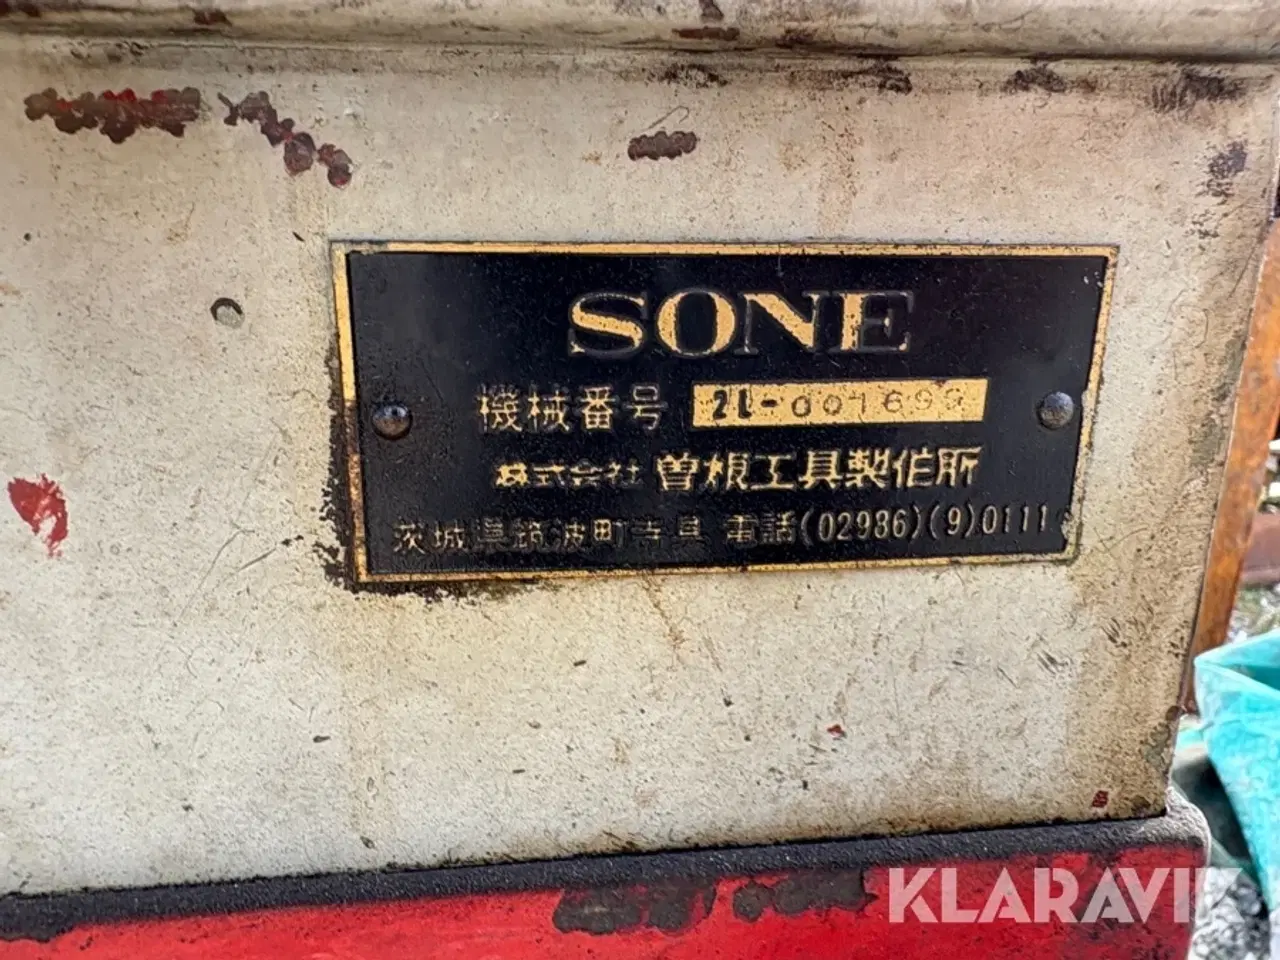 SONE
機械番号 2L-001699
株式会社 曽根工具製作所
茨城県筑波町寺具 電話(02986)(9)0111
KLARAVIK